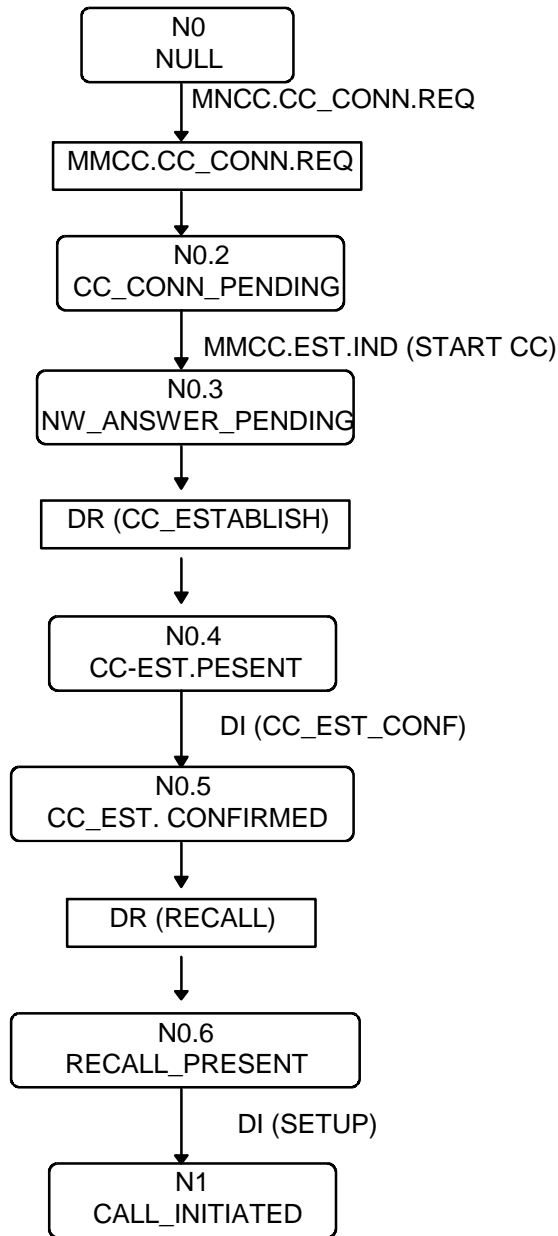 N0
NULL
MNCC.CC_CONN.REQ
MMCC.CC_CONN.REQ
N0.2
CC_CONN_PENDING
MMCC.EST.IND (START CC)
N0.3
NW_ANSWER_PENDING
DR (CC_ESTABLISH)
N0.4
CC-EST.PESENT
DI (CC_EST_CONF)
N0.5
CC_EST. CONFIRMED
DR (RECALL)
N0.6
RECALL_PRESENT
DI (SETUP)
N1
CALL_INITIATED